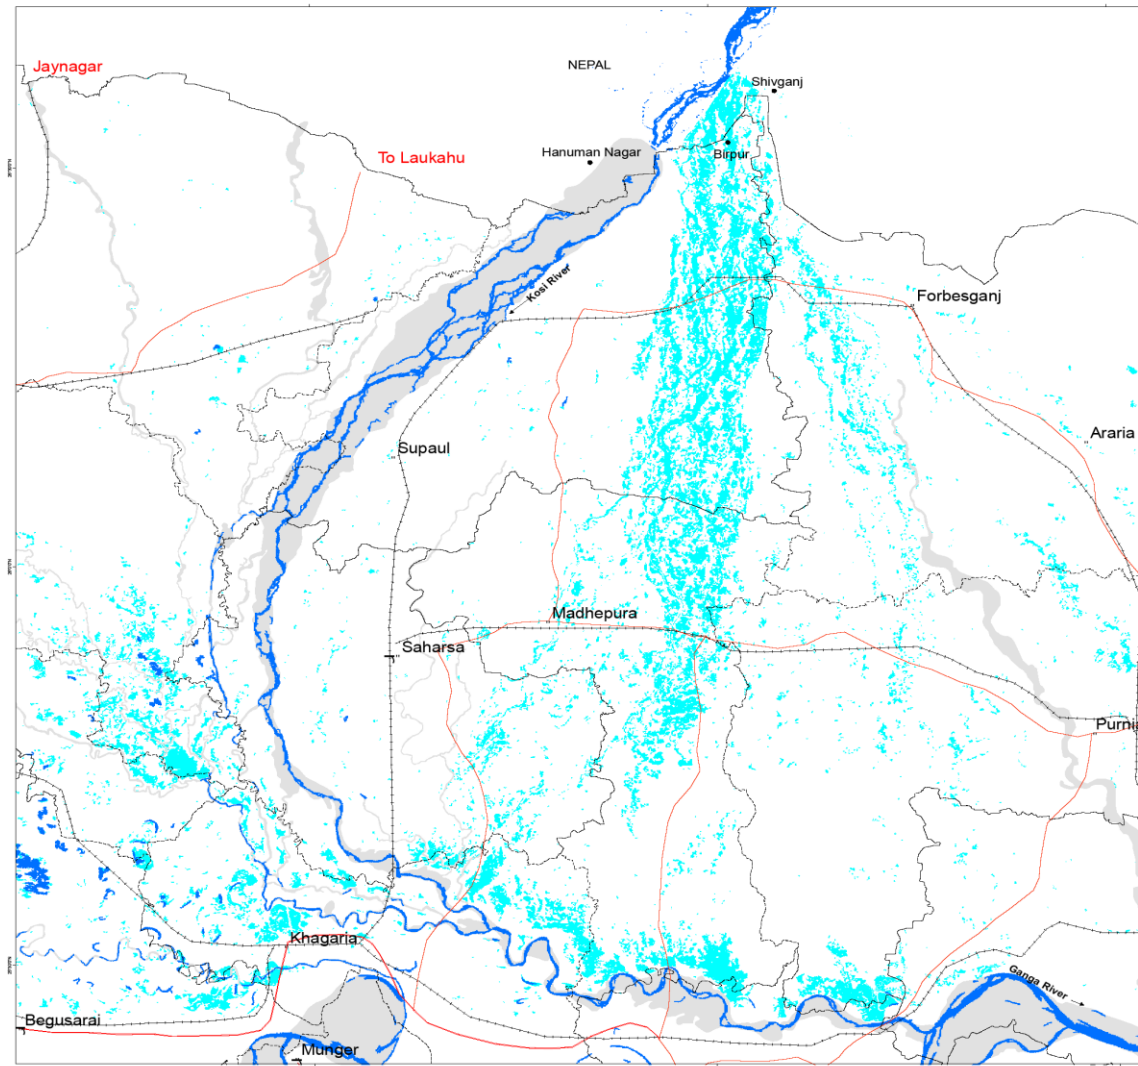 NEPAL
Jaynagar
Shivganj
To Laukahu
Hanuman Nagar
Birpur
Kosi River
Forbesganj
Araria
Supaul
Madhepura
Saharsa
Purni
Khagaria
Ganga River
Begusarai
Munger